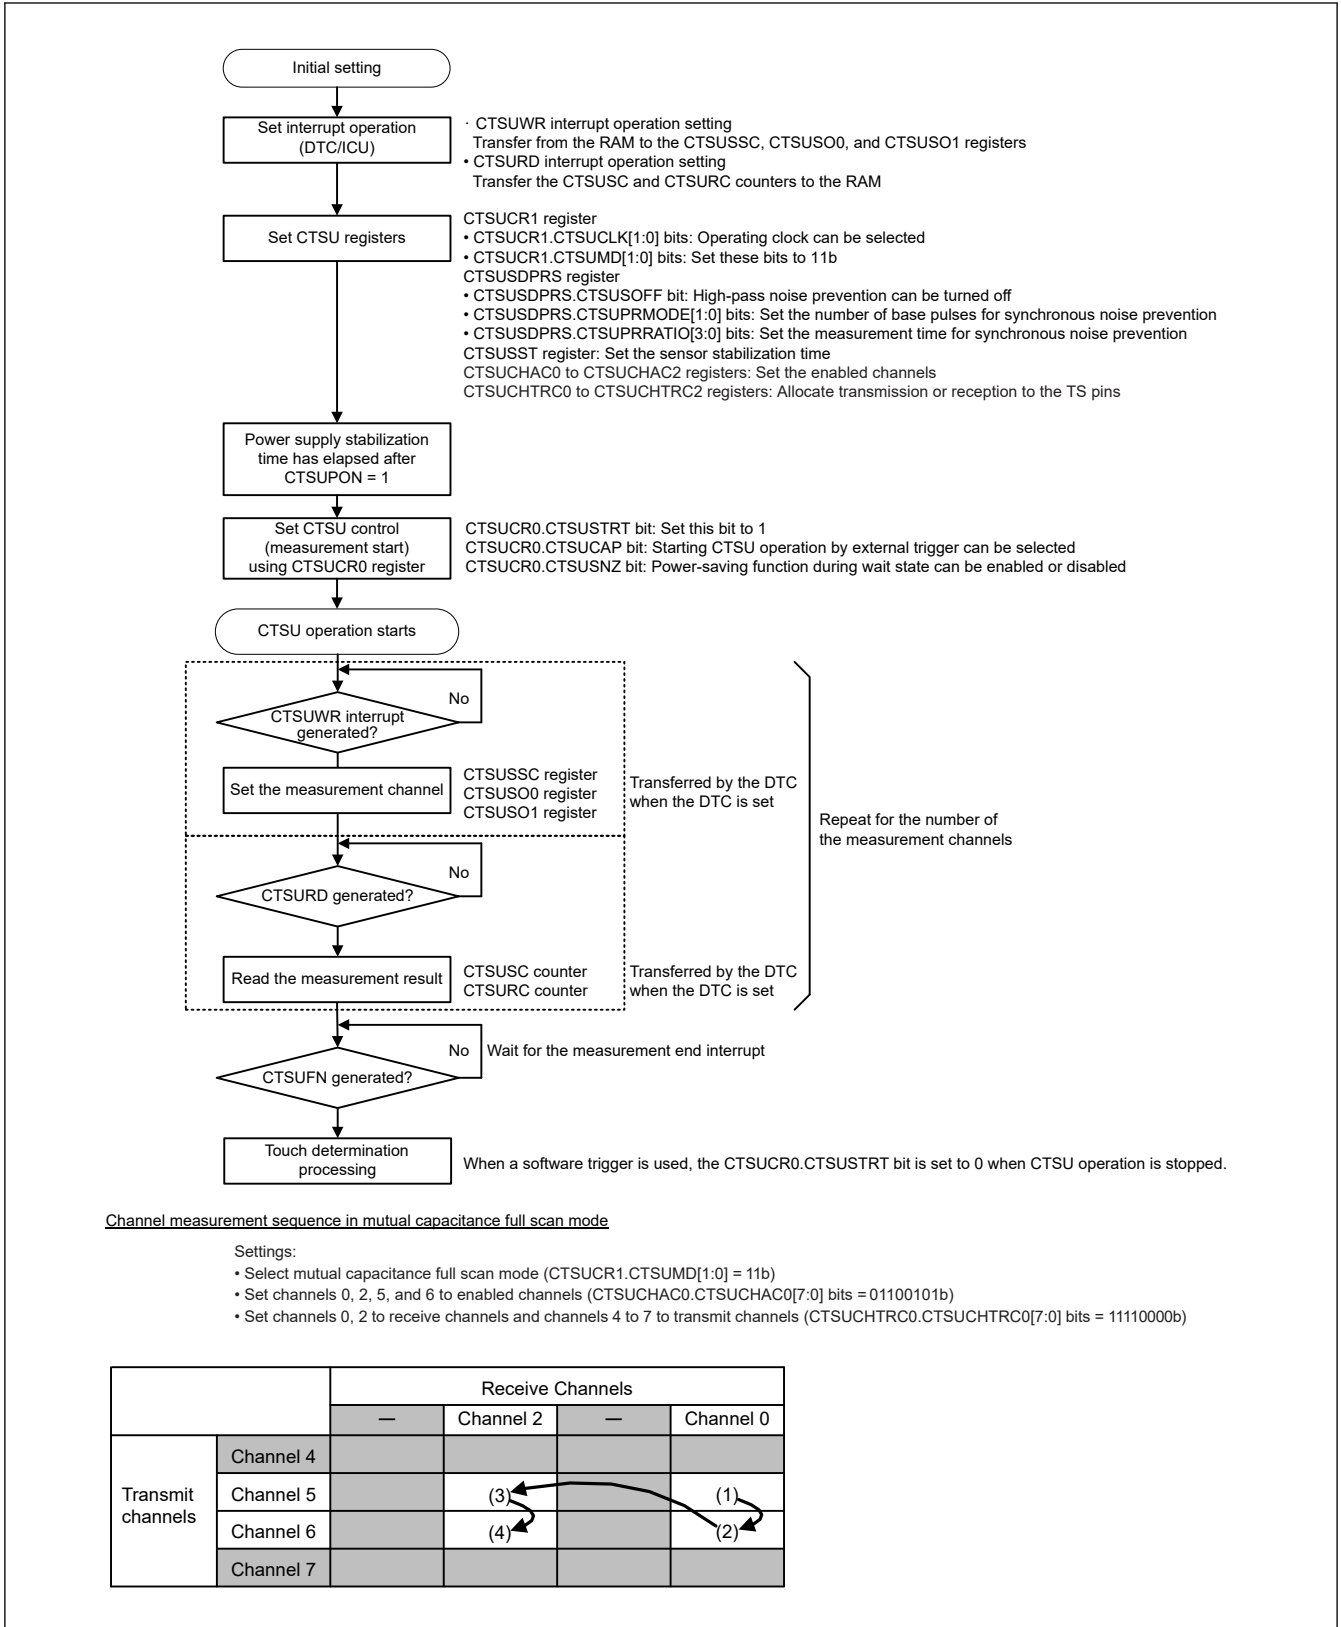 Initial setting
Set interrupt operation
(DTC/ICU)
· CTSUWR interrupt operation setting
Transfer from the RAM to the CTSUSSC, CTSUSO0, and CTSUSO1 registers
• CTSURD interrupt operation setting
Transfer the CTSUSC and CTSURC counters to the RAM
Set CTSU registers
CTSUCR1 register
• CTSUCR1.CTSUCLK[1:0] bits: Operating clock can be selected
• CTSUCR1.CTSUMD[1:0] bits: Set these bits to 11b
CTSUSDPRS register
• CTSUSDPRS.CTSUSOFF bit: High-pass noise prevention can be turned off
• CTSUSDPRS.CTSUPRMODE[1:0] bits: Set the number of base pulses for synchronous noise prevention
• CTSUSDPRS.CTSUPRRATIO[3:0] bits: Set the measurement time for synchronous noise prevention
CTSUSST register: Set the sensor stabilization time
CTSUCHAC0 to CTSUCHAC2 registers: Set the enabled channels
CTSUCHTRC0 to CTSUCHTRC2 registers: Allocate transmission or reception to the TS pins
Power supply stabilization
time has elapsed after
CTSUPON = 1
Set CTSU control
(measurement start)
using CTSUCR0 register
CTSUCR0.CTSUSTRT bit: Set this bit to 1
CTSUCR0.CTSUCAP bit: Starting CTSU operation by external trigger can be selected
CTSUCR0.CTSUSNZ bit: Power-saving function during wait state can be enabled or disabled
CTSU operation starts
No
CTSUWR interrupt
generated?
Set the measurement channel
CTSUSSC register
CTSUSO0 register
CTSUSO1 register
Transferred by the DTC
when the DTC is set
Repeat for the number of
the measurement channels
No
CTSURD generated?
Read the measurement result
CTSUSC counter
CTSURC counter
Transferred by the DTC
when the DTC is set
No
Wait for the measurement end interrupt
CTSUFN generated?
Touch determination
processing
When a software trigger is used, the CTSUCR0.CTSUSTRT bit is set to 0 when CTSU operation is stopped.
Channel measurement sequence in mutual capacitance full scan mode
Settings:
• Select mutual capacitance full scan mode (CTSUCR1.CTSUMD[1:0] = 11b)
• Set channels 0, 2, 5, and 6 to enabled channels (CTSUCHAC0.CTSUCHAC0[7:0] bits = 01100101b)
• Set channels 0, 2 to receive channels and channels 4 to 7 to transmit channels (CTSUCHTRC0.CTSUCHTRC0[7:0] bits = 11110000b)
Receive Channels
— Channel 2 — Channel 0
Transmit
channels
Channel 4
Channel 5 (3) (1)
Channel 6 (4) (2)
Channel 7